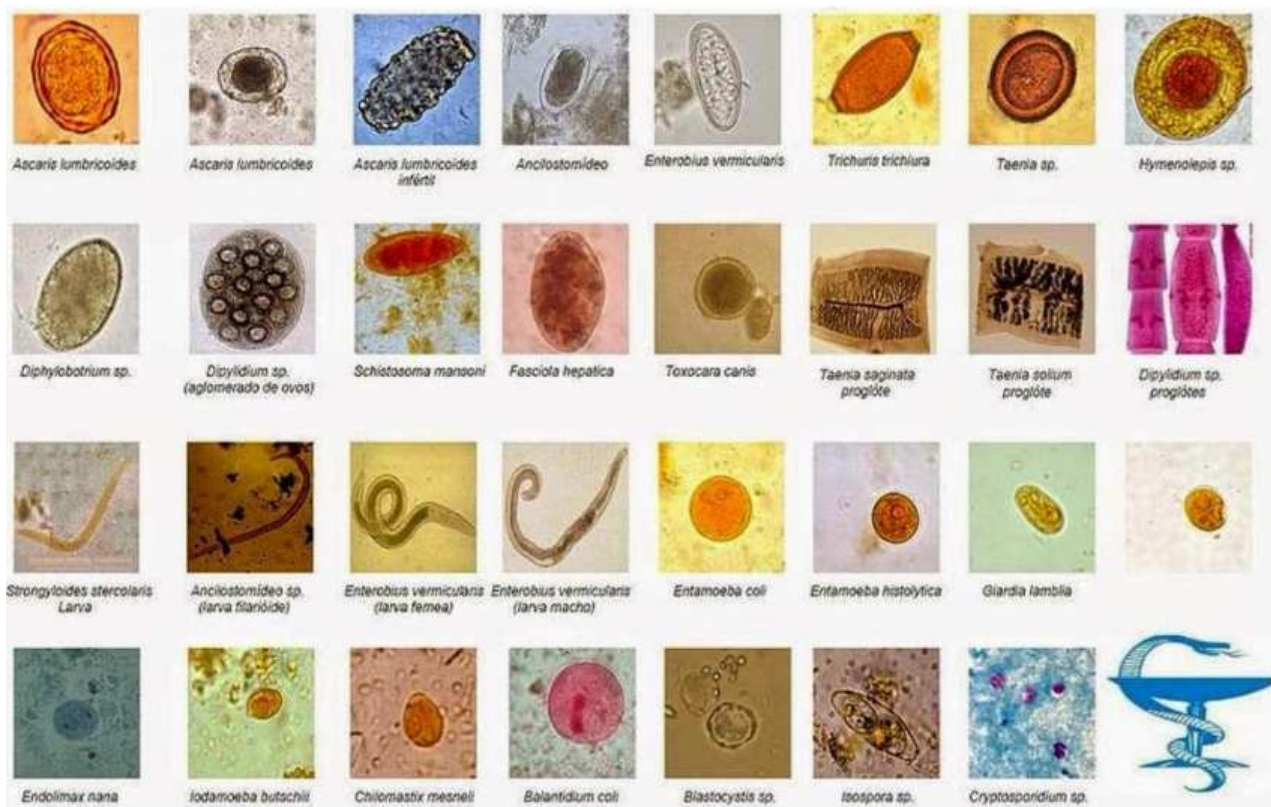 Ascaris lumbricoides
Ascaris lumbricoides
Ascaris lumbricoides
infértil
Ancilostomídeo
Enterobius vermicularis
Trichuris trichiura
Taenia sp.
Hymenolepis sp.
Diphylobotrium sp.
Dipylidium sp.
(aglomerado de ovos)
Schistosoma mansoni
Fasciola hepatica
Toxocara canis
Taenia saginata
proglóte
Taenia solium
proglóte
Dipylidium sp.
proglótes
Strongyloides stercolaris
Larva
Ancilostomídeo sp.
(larva filarióide)
Enterobius vermicularis
(larva femea)
Enterobius vermicularis
(larva macho)
Entamoeba coli
Entamoeba histolytica
Giardia lamblia
Endolimax nana
Iodamoeba butschlii
Chilomastix mesneli
Balantidium coli
Blastocystis sp.
Isospora sp.
Cryptosporidium sp.